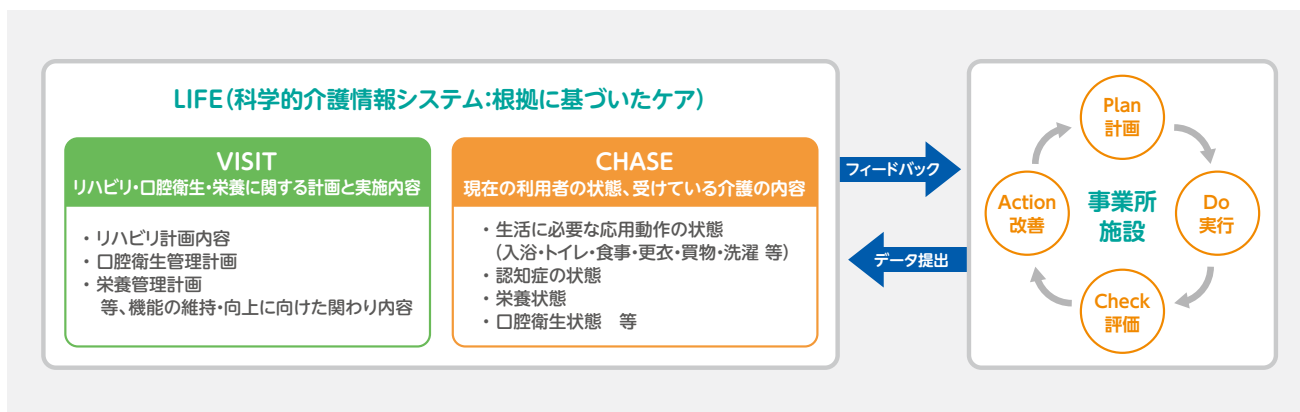 LIFE(科学的介護情報システム:根拠に基づいたケア)
VISIT
リハビリ・口腔衛生・栄養に関する計画と実施内容
・リハビリ計画内容
・口腔衛生管理計画
・栄養管理計画
等、機能の維持・向上に向けた関わり内容
CHASE
現在の利用者の状態、受けている介護の内容
・生活に必要な応用動作の状態
(入浴・トイレ・食事・更衣・買物・洗濯 等)
・認知症の状態
・栄養状態
・口腔衛生状態 等
フィードバック
データ提出
Plan
計画
Do
実行
Check
評価
Action
改善
事業所
施設